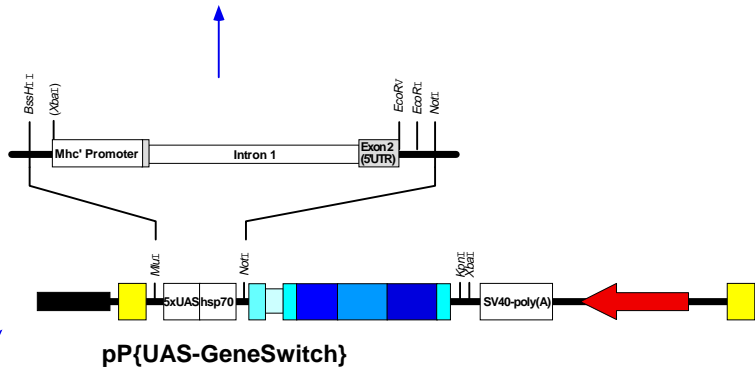 BssHII
(XbaI)
EcoRV
EcoRI
NotI
Mhc' Promoter
Intron 1
Exon 2
(5'UTR)
MluI
NotI
KpnI
XbaI
5xUAS
hsp70
SV40-poly(A)
pP{UAS-GeneSwitch}